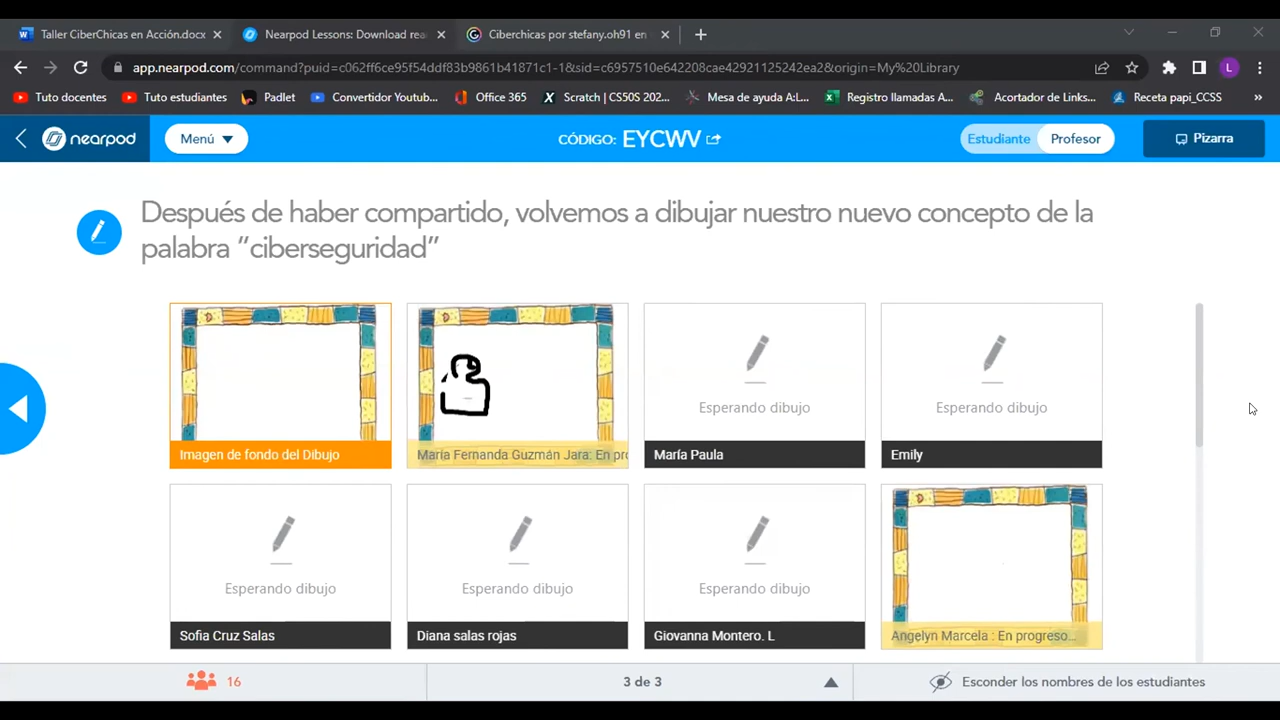 Taller CiberChicas en Acción.docx
Nearpod Lessons: Download rea
Ciberchicas por stefany.oh91 en
app.nearpod.com/command?puid=c062ff6ce95f54ddf83b9861b41871c1-1&sid=c6957510e642208cae42921125242ea2&origin=My%20Library
L
Tuto docentes
Tuto estudiantes
Padlet
Convertidor Youtub...
Office 365
Scratch | CS50S 202...
Mesa de ayuda A:L...
Registro llamadas A...
Acortador de Links...
Receta papi_CCSS
nearpod
Menú
CÓDIGO: EYCWV
Estudiante
Profesor
Pizarra
Después de haber compartido, volvemos a dibujar nuestro nuevo concepto de la
palabra “ciberseguridad”
Imagen de fondo del Dibujo
María Fernanda Guzmán Jara: En pro
Esperando dibujo
María Paula
Esperando dibujo
Emily
Esperando dibujo
Sofia Cruz Salas
Esperando dibujo
Diana salas rojas
Esperando dibujo
Giovanna Montero. L
Angelyn Marcela : En progreso...
16
3 de 3
Esconder los nombres de los estudiantes